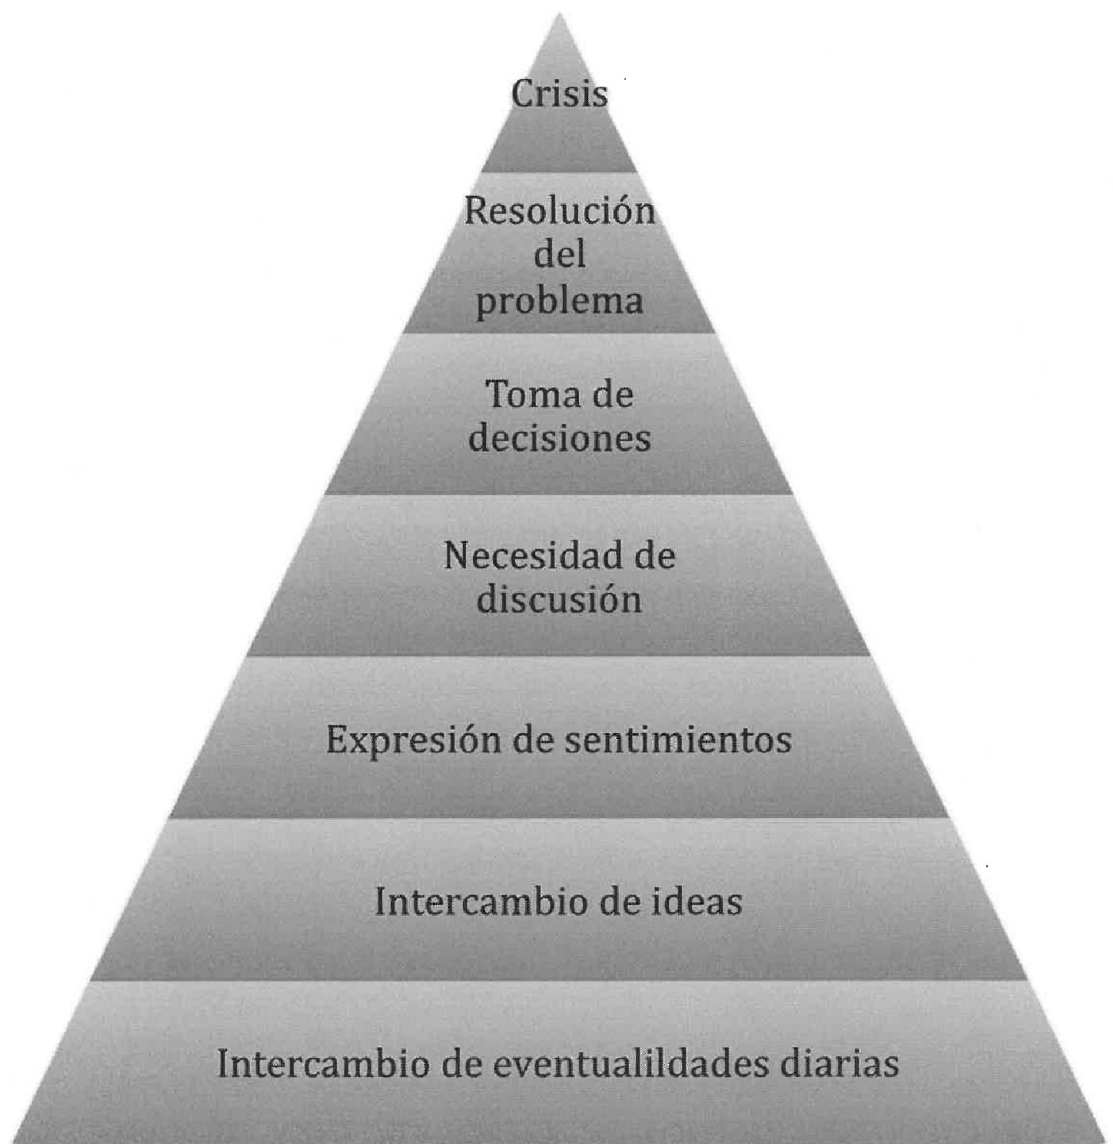 Crisis
Resolución
del
problema
Toma de
decisiones
Necesidad de
discusión
Expresión de sentimientos
Intercambio de ideas
Intercambio de eventualildades diarias